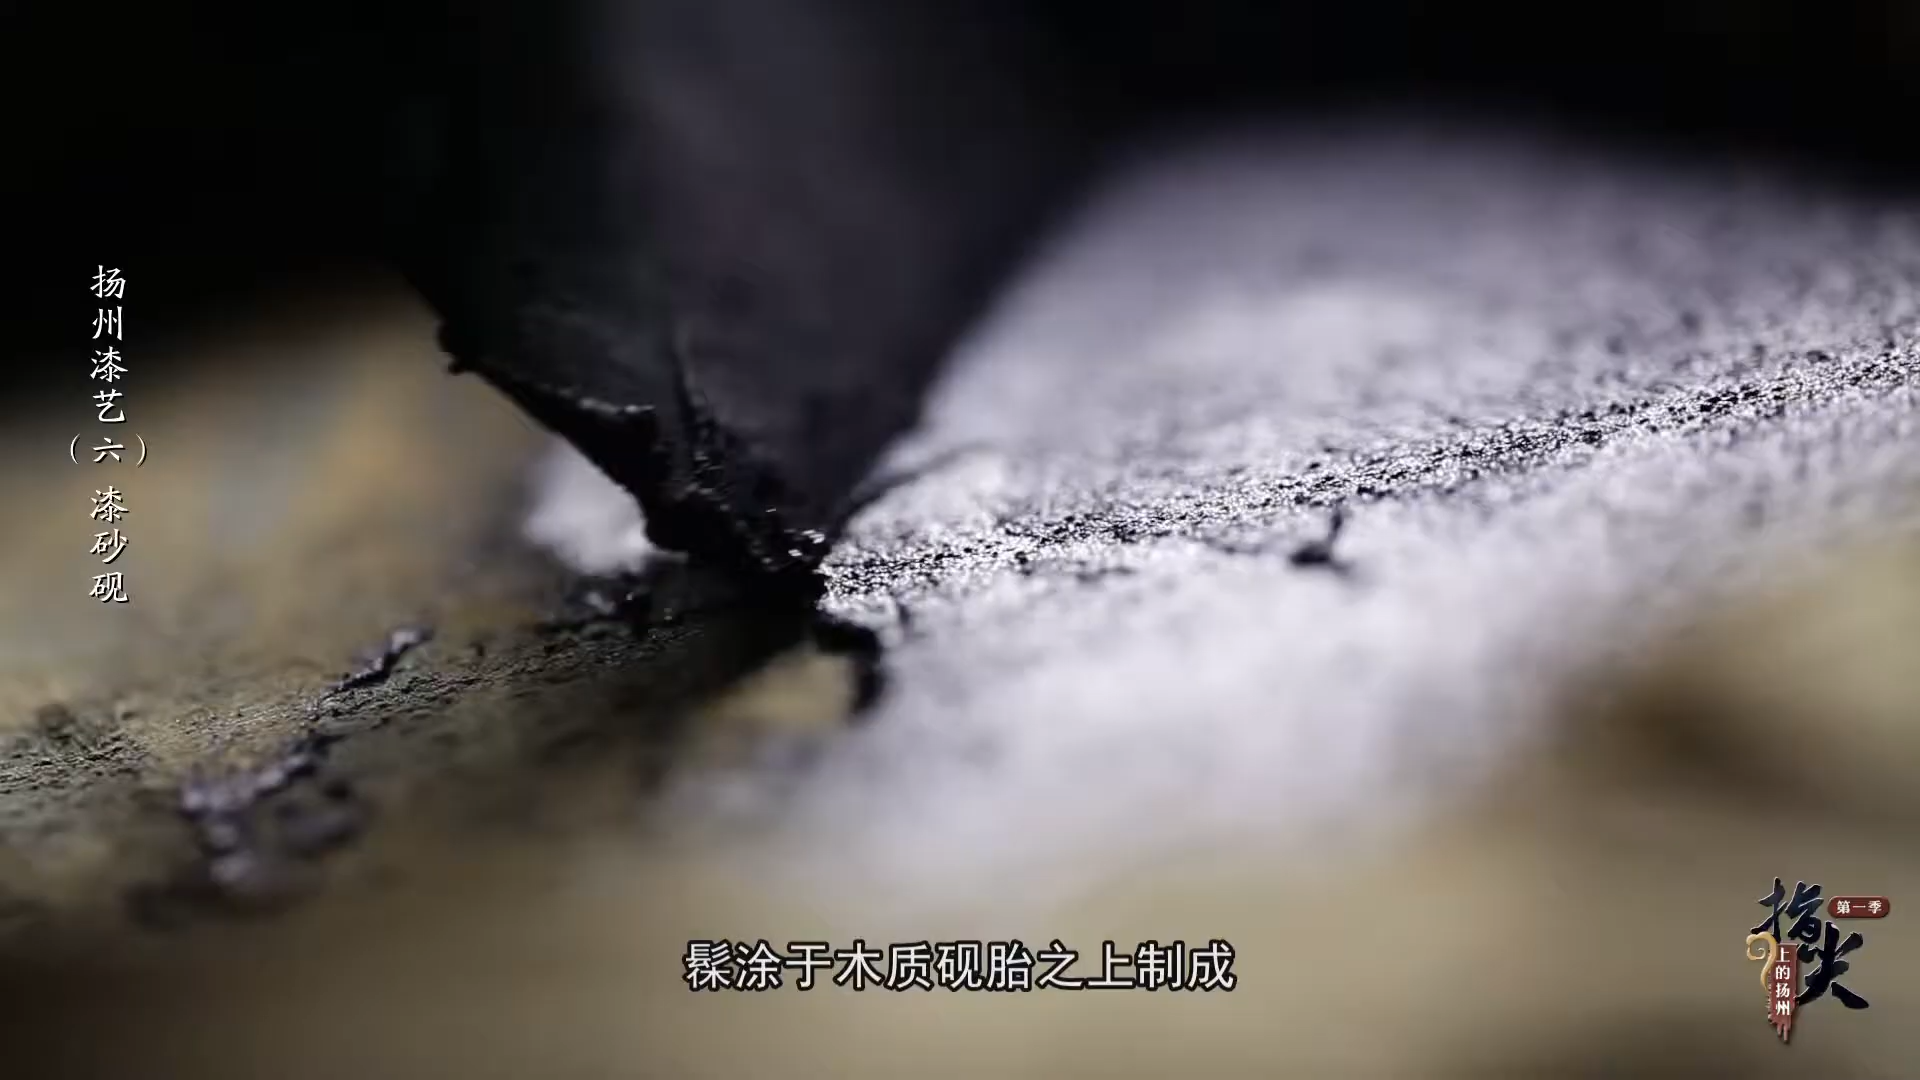 扬州漆艺（六）漆砂砚
髹涂于木质砚胎之上制成
指尖
上的扬州
第一季